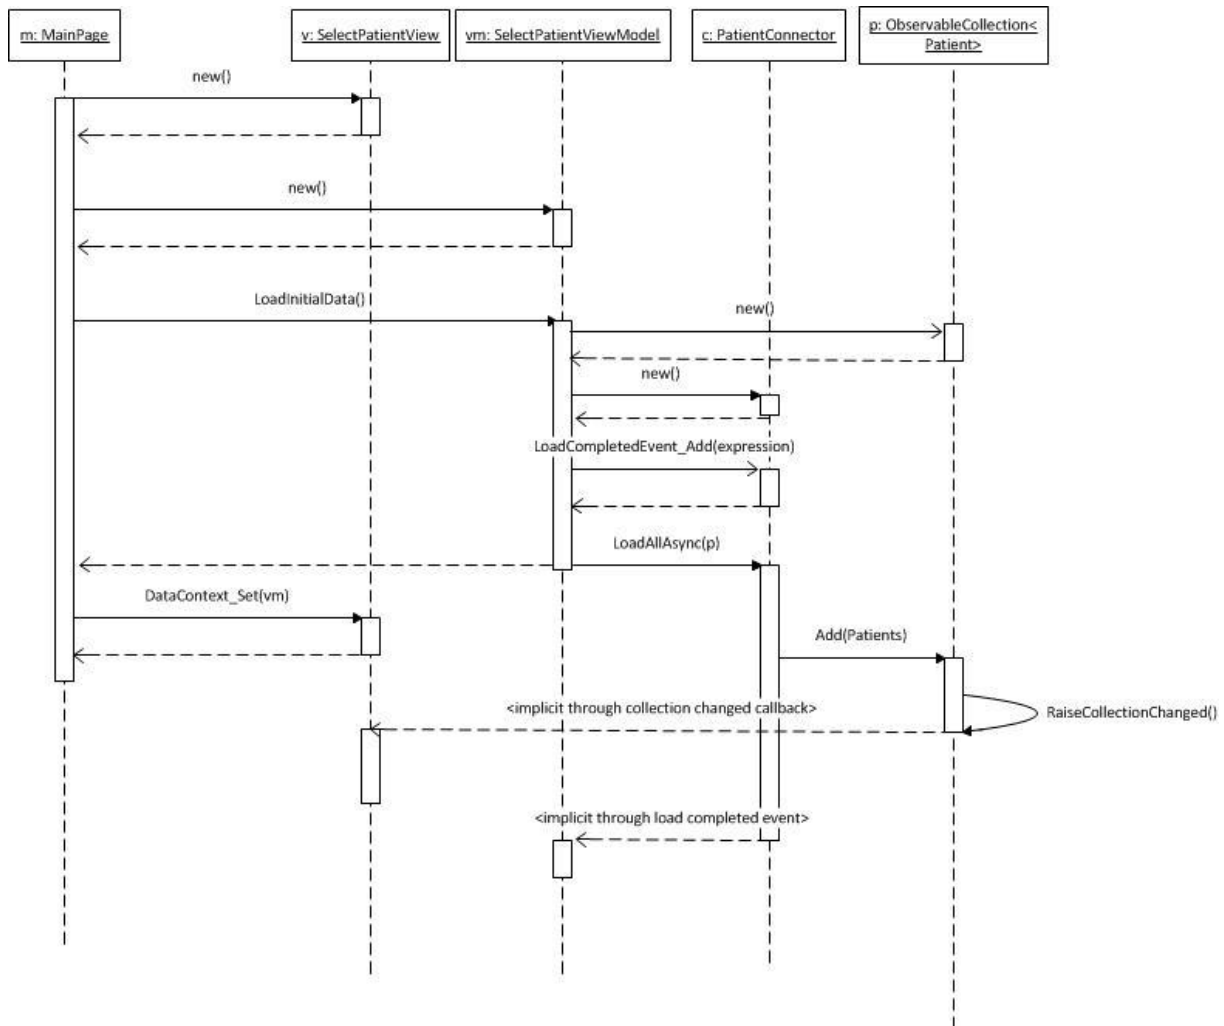 m: MainPage
v: SelectPatientView
vm: SelectPatientViewModel
c: PatientConnector
p: ObservableCollection<
Patient>
new()
new()
LoadInitialData()
new()
new()
LoadCompletedEvent_Add(expression)
LoadAllAsync(p)
DataContext_Set(vm)
Add(Patients)
<implicit through collection changed callback>
RaiseCollectionChanged()
<implicit through load completed event>